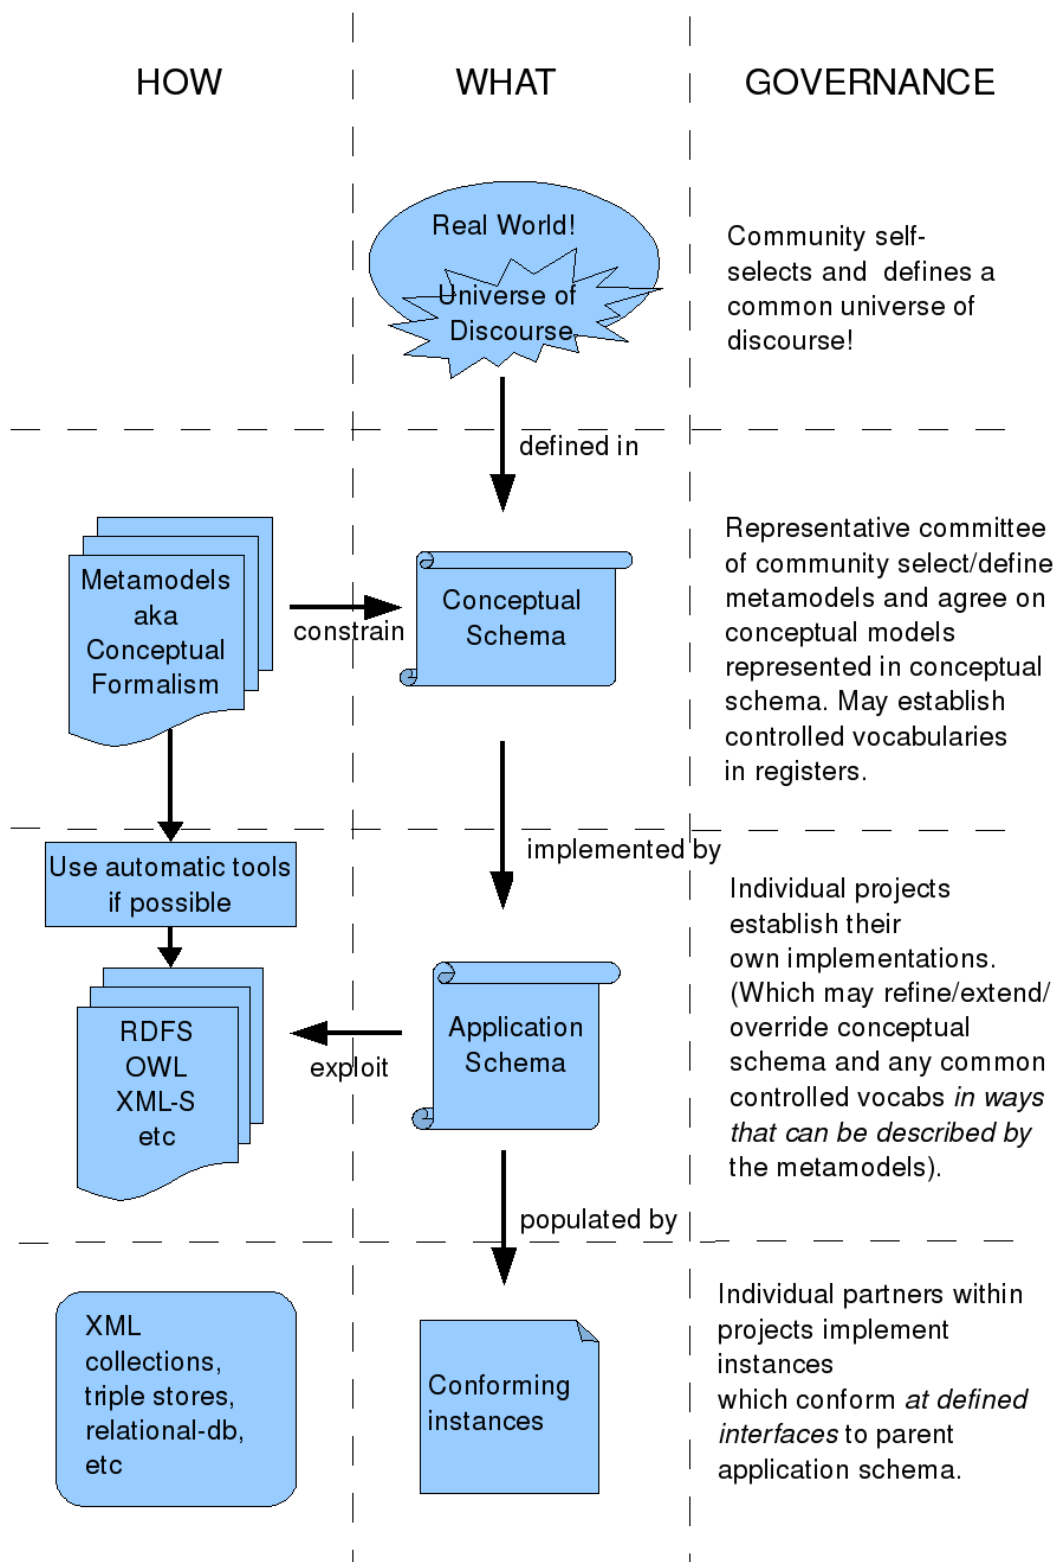 HOW
WHAT
GOVERNANCE
Real World!
Universe of
Discourse
Community self-
selects and  defines a
common universe of
discourse!
defined in
Metamodels
aka
Conceptual
Formalism
constrain
Conceptual
Schema
Representative committee
of community select/define
metamodels and agree on
conceptual models
represented in conceptual
schema. May establish
controlled vocabularies
in registers.
implemented by
Use automatic tools
if possible
RDFS
OWL
XML-S
etc
exploit
Application
Schema
Individual projects
establish their
own implementations.
(Which may refine/extend/
override conceptual
schema and any common
controlled vocabs in ways
that can be described by
the metamodels).
populated by
XML
collections,
triple stores,
relational-db,
etc
Conforming
instances
Individual partners within
projects implement
instances
which conform at defined
interfaces to parent
application schema.